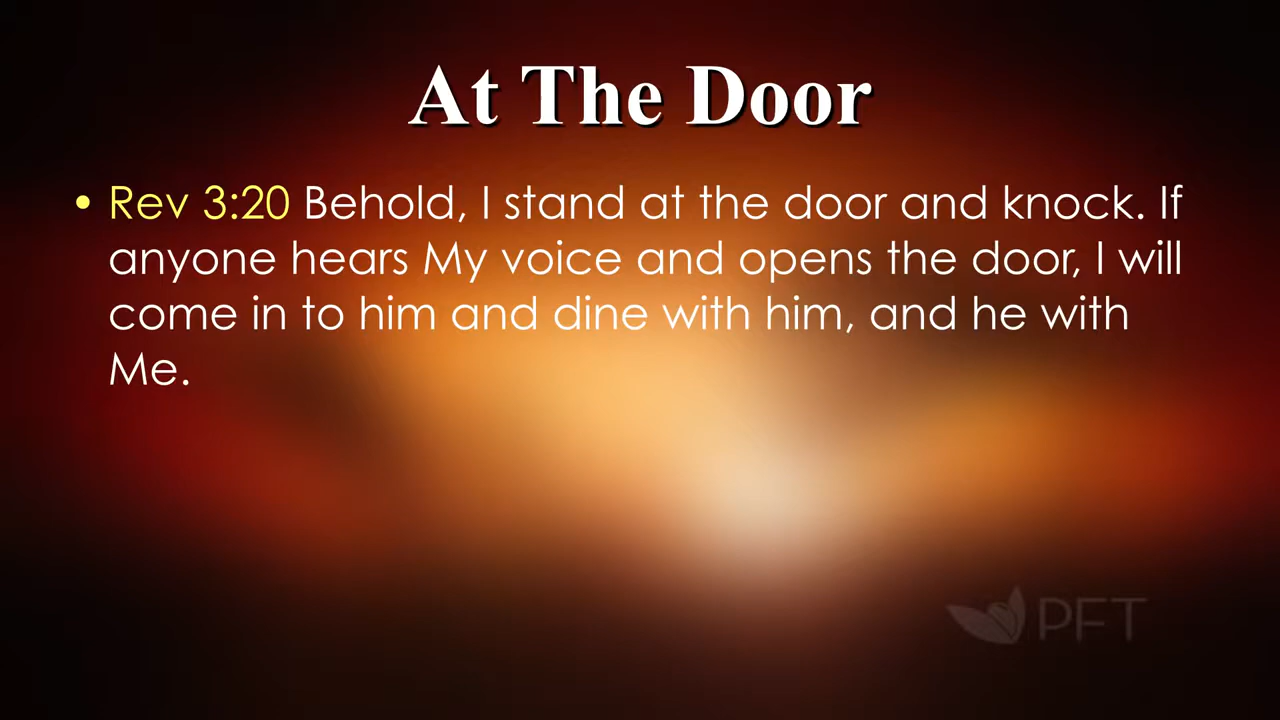 At The Door
• Rev 3:20 Behold, I stand at the door and knock. If
anyone hears My voice and opens the door, I will
come in to him and dine with him, and he with
Me.
PFT